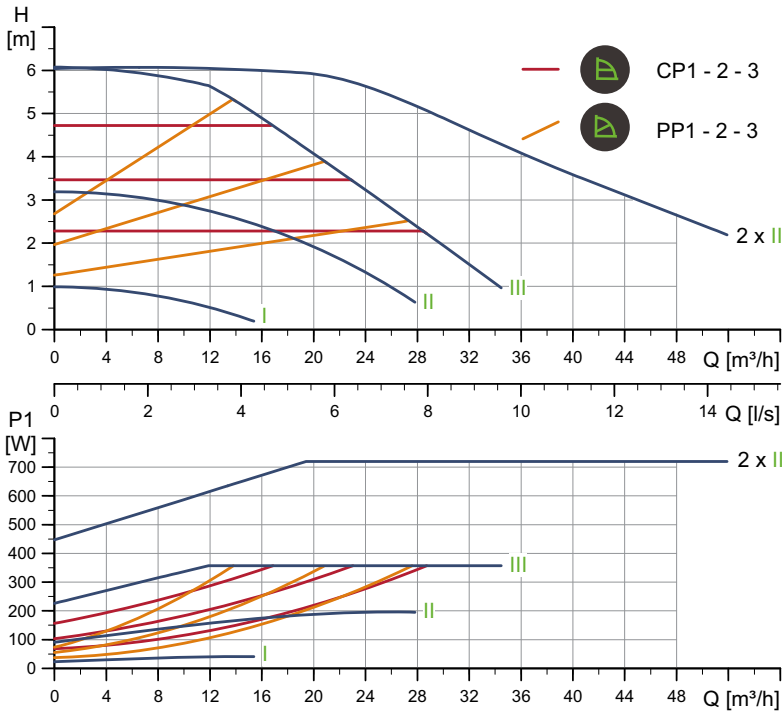 H
[m]
6
5
4
3
2
1
0
CP1 - 2 - 3
PP1 - 2 - 3
2 x II
III
II
I
0 4 8 12 16 20 24 28 32 36 40 44 48 Q [m³/h]
0 2 4 6 8 10 12 14 Q [l/s]
P1
[W]
700
600
500
400
300
200
100
0
2 x II
III
II
I
0 4 8 12 16 20 24 28 32 36 40 44 48 Q [m³/h]